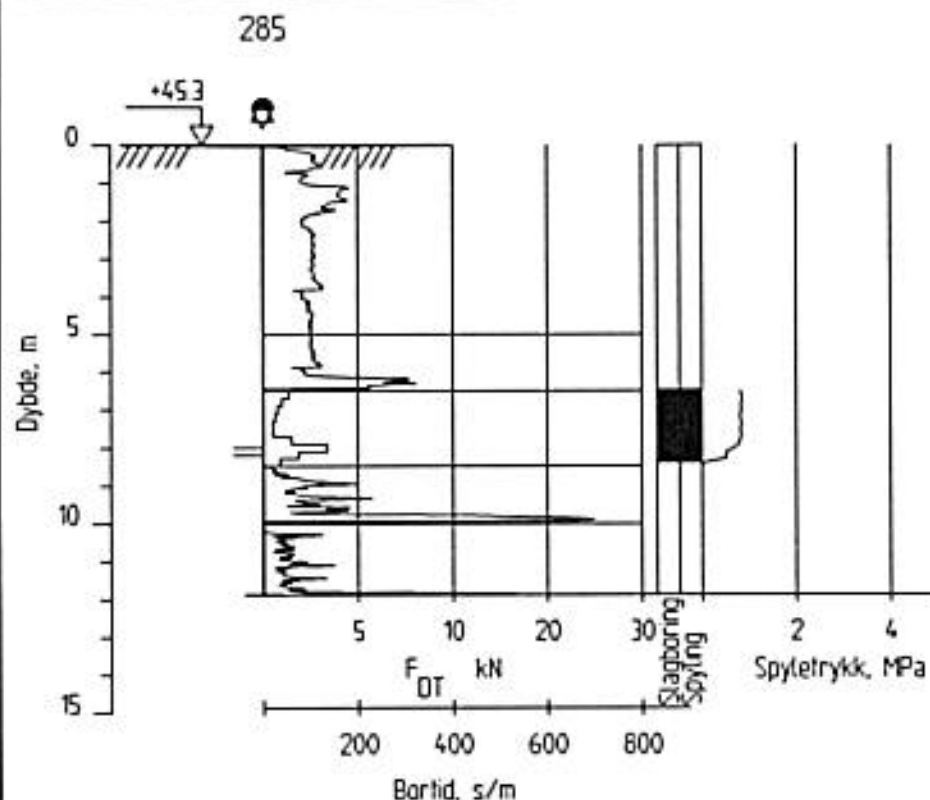 285
+45.3
0
5
10
15
Dybde, m
5 10 20 30
F DT kN
Slagboring
Spyling
2 4
Spyletrykk, MPa
200 400 600 800
Bortid, s/m